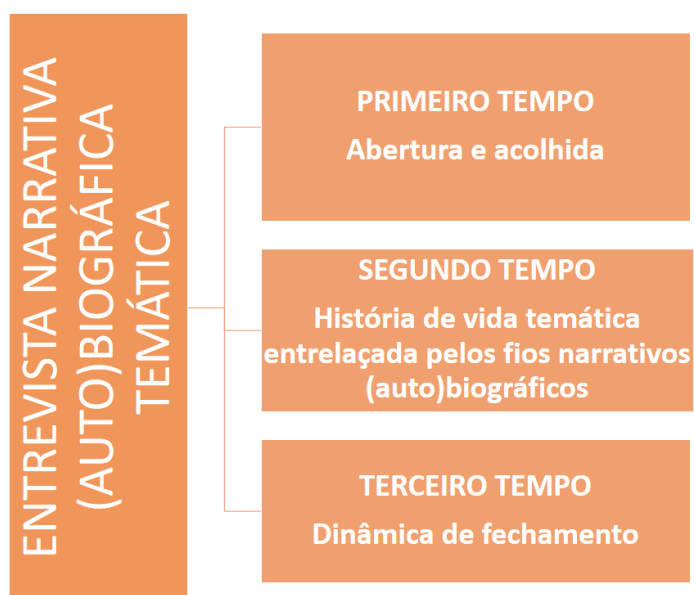 ENTREVISTA NARRATIVA
(AUTO)BIOGRÁFICA
TEMÁTICA
PRIMEIRO TEMPO
Abertura e acolhida
SEGUNDO TEMPO
História de vida temática
entrelaçada pelos fios narrativos
(auto)biográficos
TERCEIRO TEMPO
Dinâmica de fechamento